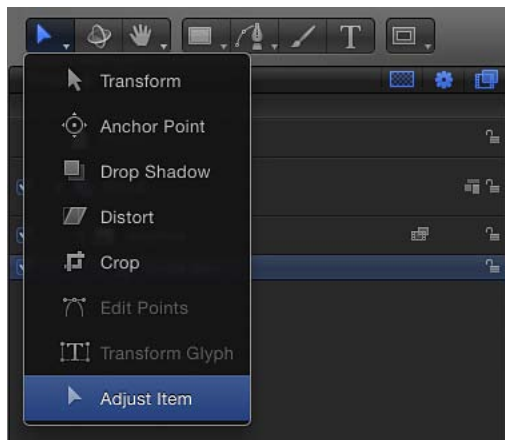 T
Transform
Anchor Point
Drop Shadow
Distort
Crop
Edit Points
T Transform Glyph
Adjust Item